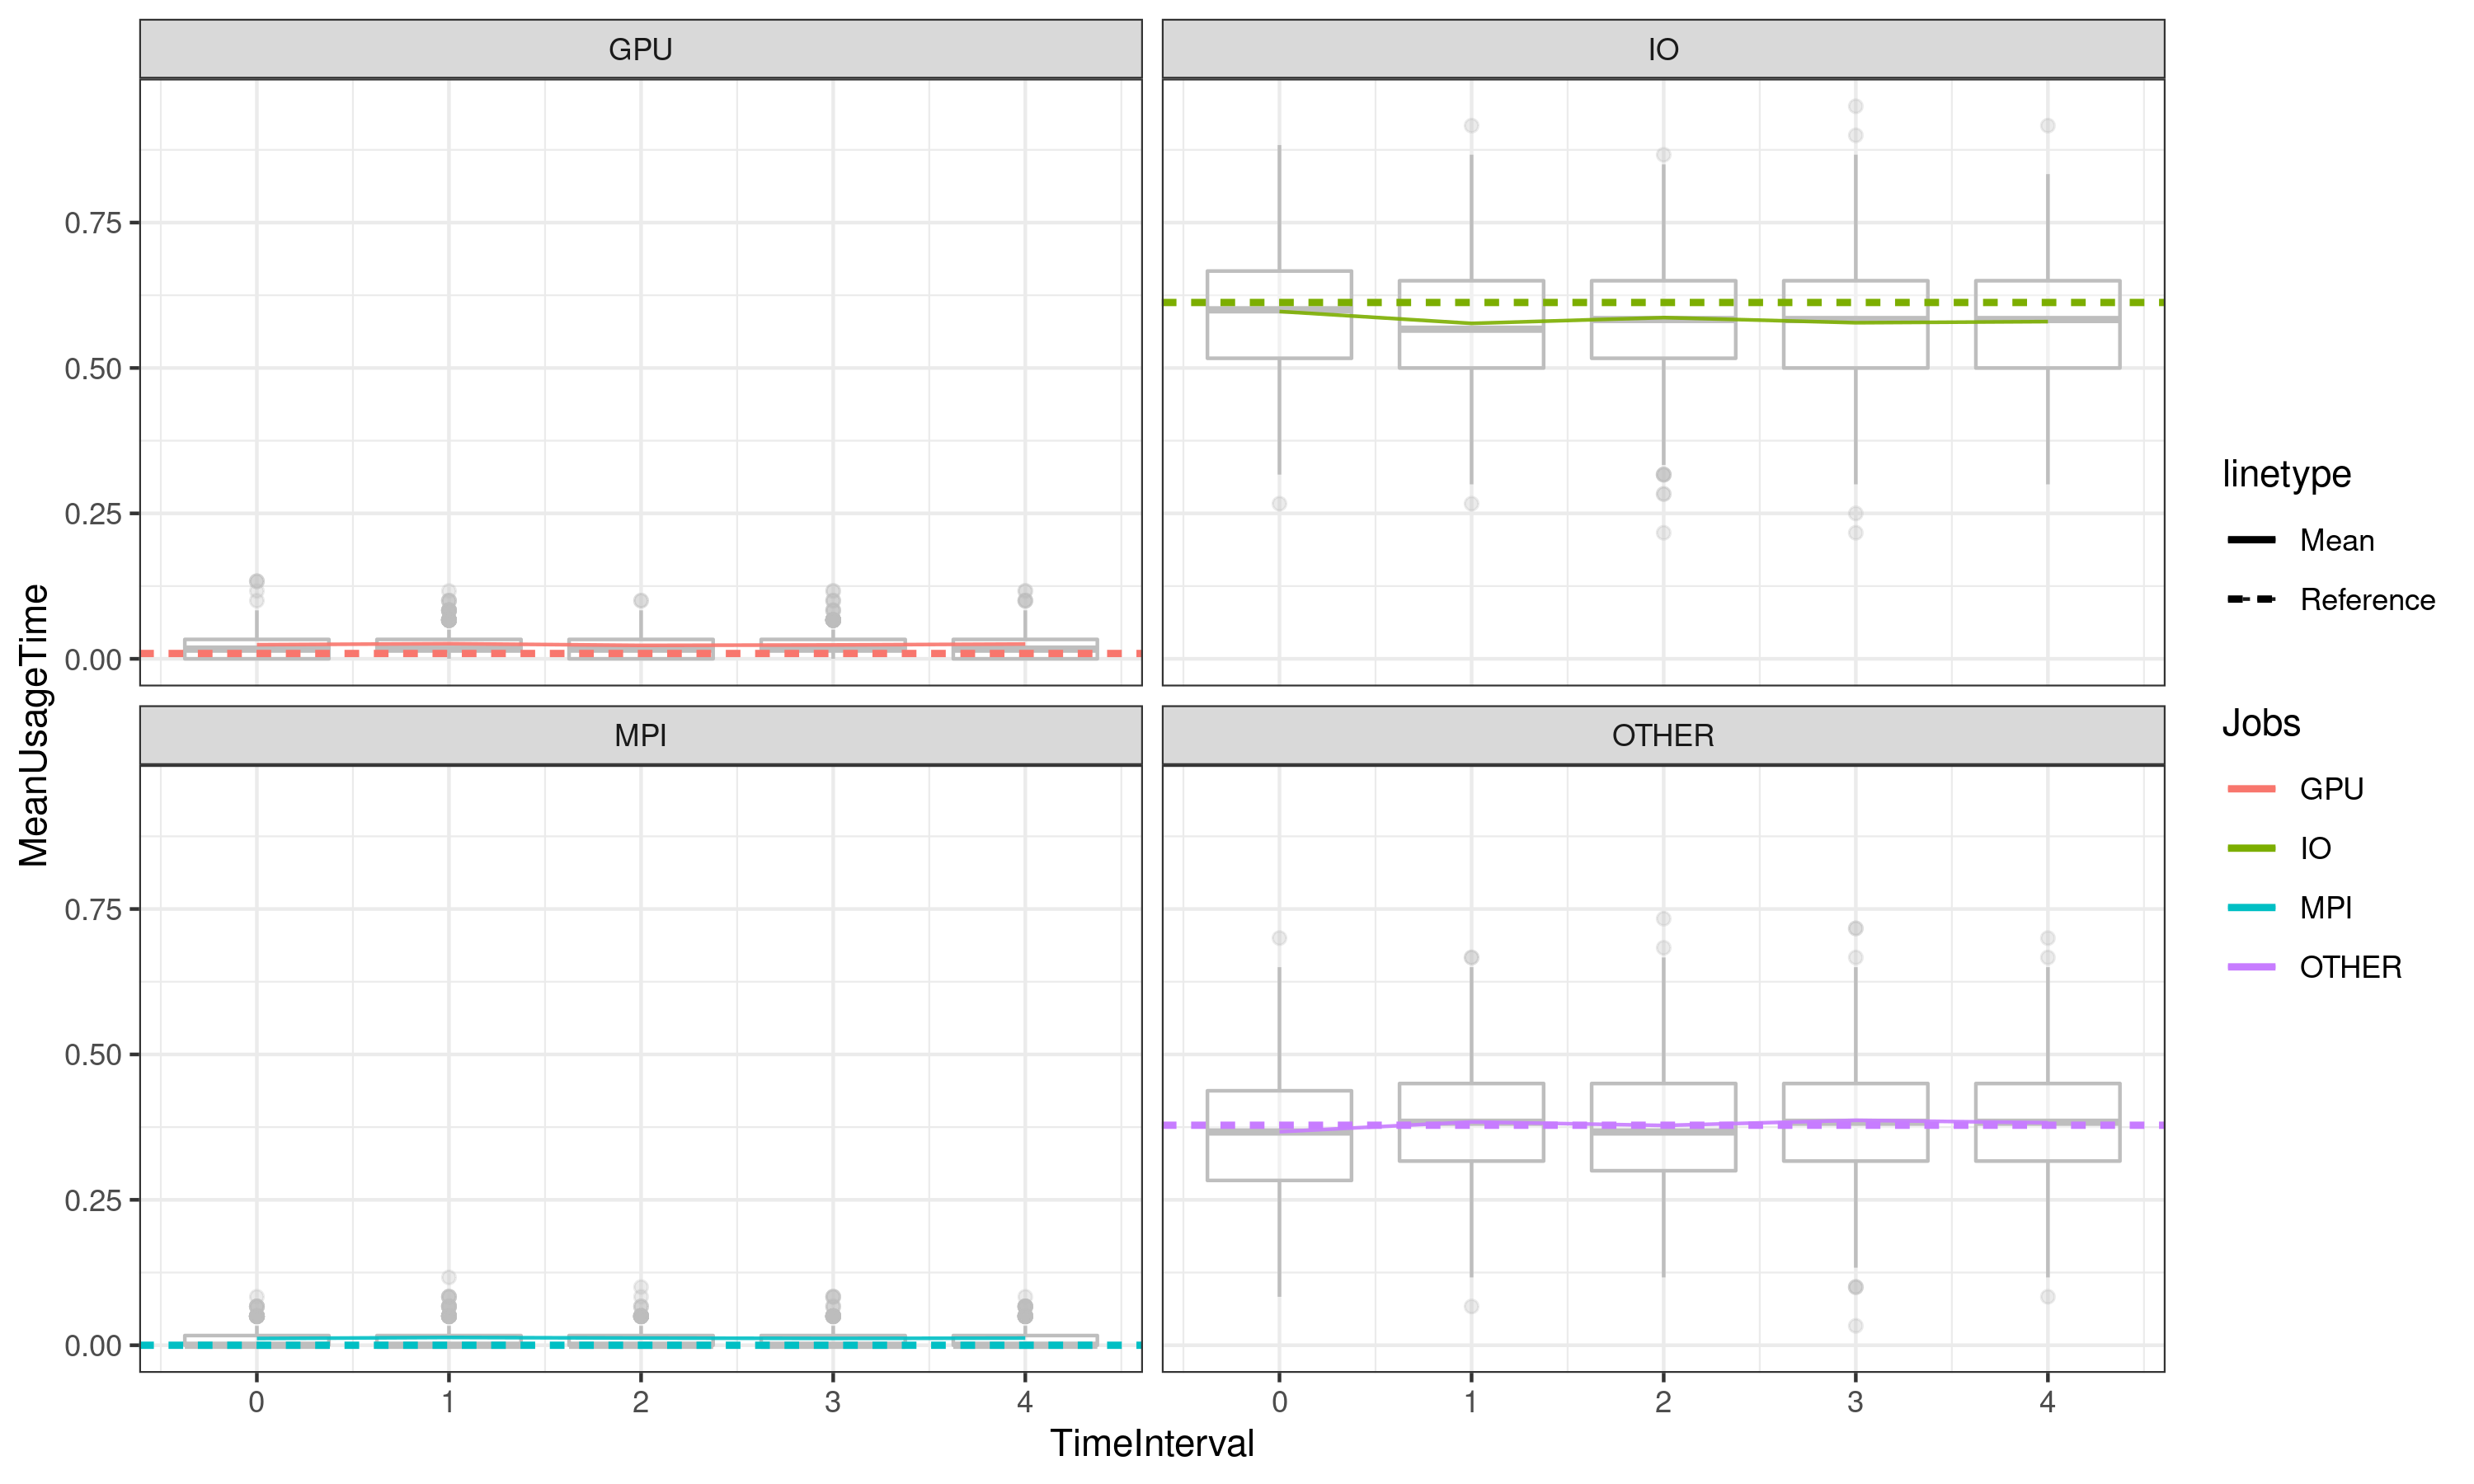 GPU
IO
0.75
0.50
0.25
0.00
MPI
OTHER
0.75
0.50
0.25
0.00
0 1 2 3 4
0 1 2 3 4
TimeInterval
MeanUsageTime
linetype
Mean
Reference
Jobs
GPU
IO
MPI
OTHER